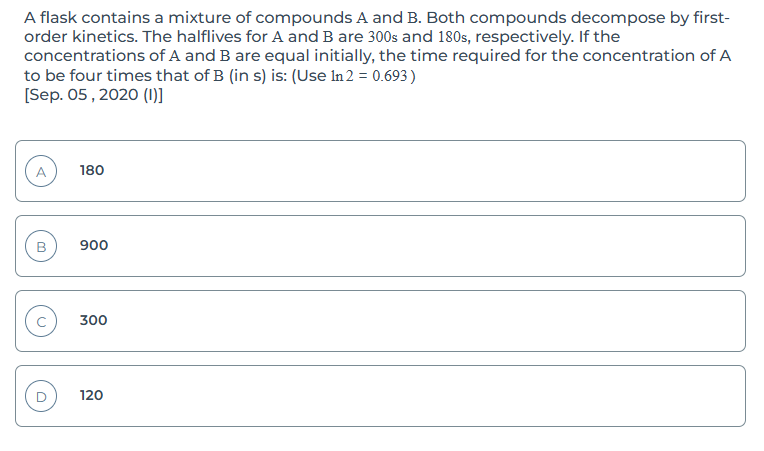 A flask contains a mixture of compounds A and B. Both compounds decompose by first-
order kinetics. The halflives for A and B are 300s and 180s, respectively. If the
concentrations of A and B are equal initially, the time required for the concentration of A
to be four times that of B (in s) is: (Use ln 2 = 0.693 )
[Sep. 05 , 2020 (I)]
A 180
B 900
C 300
D 120